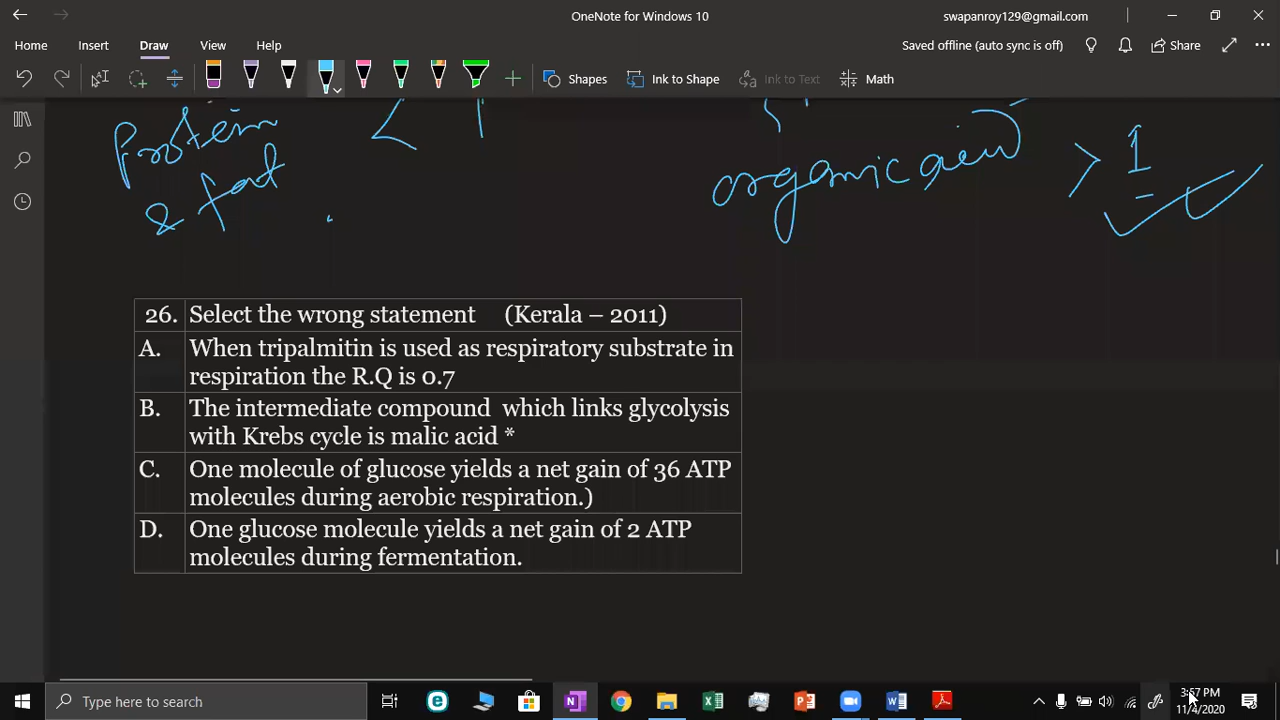 OneNote for Windows 10
swapanroy129@gmail.com
Home Insert Draw View Help
Saved offline (auto sync is off)
Share
Shapes
Ink to Shape
Ink to Text
Math
Protein
& fat
< 1
organic acid > 1
26. Select the wrong statement (Kerala – 2011)
A. When tripalmitin is used as respiratory substrate in
respiration the R.Q is 0.7
B. The intermediate compound which links glycolysis
with Krebs cycle is malic acid *
C. One molecule of glucose yields a net gain of 36 ATP
molecules during aerobic respiration.)
D. One glucose molecule yields a net gain of 2 ATP
molecules during fermentation.
Type here to search
3:57 PM
11/4/2020